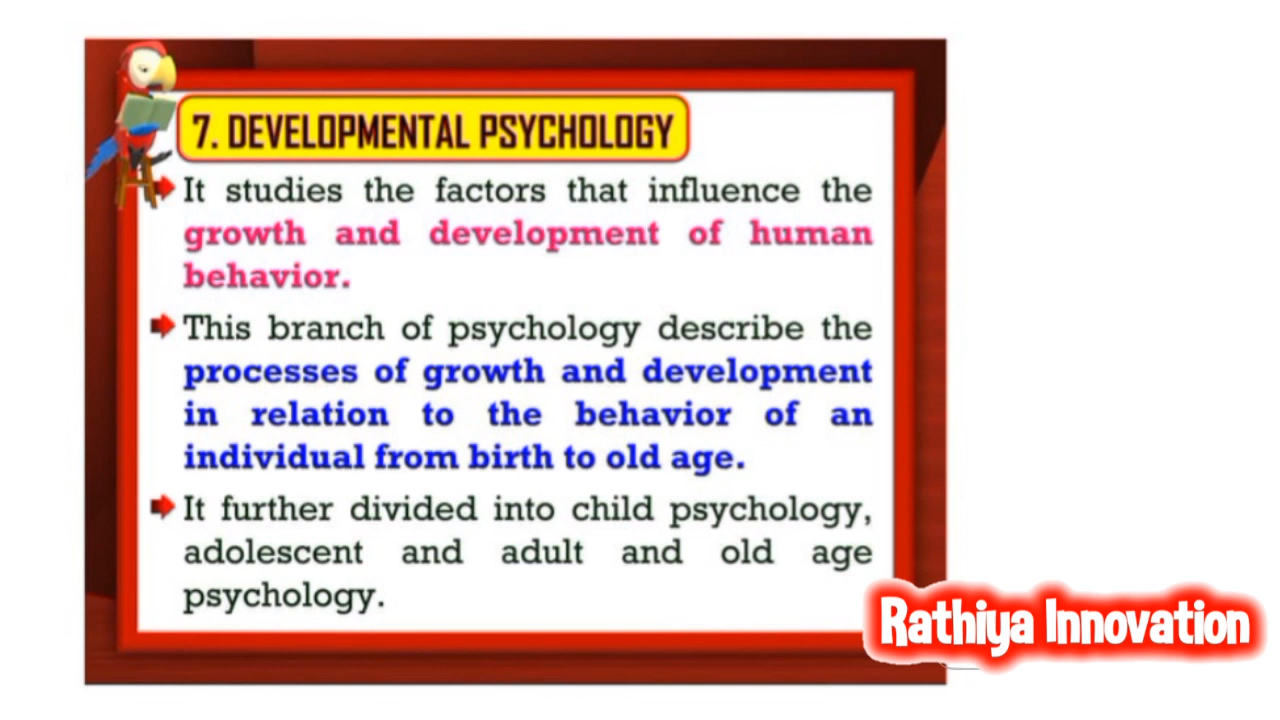 7. DEVELOPMENTAL PSYCHOLOGY
It studies the factors that influence the
growth and development of human
behavior.
This branch of psychology describe the
processes of growth and development
in relation to the behavior of an
individual from birth to old age.
It further divided into child psychology,
adolescent and adult and old age
psychology.
Rathiya Innovation